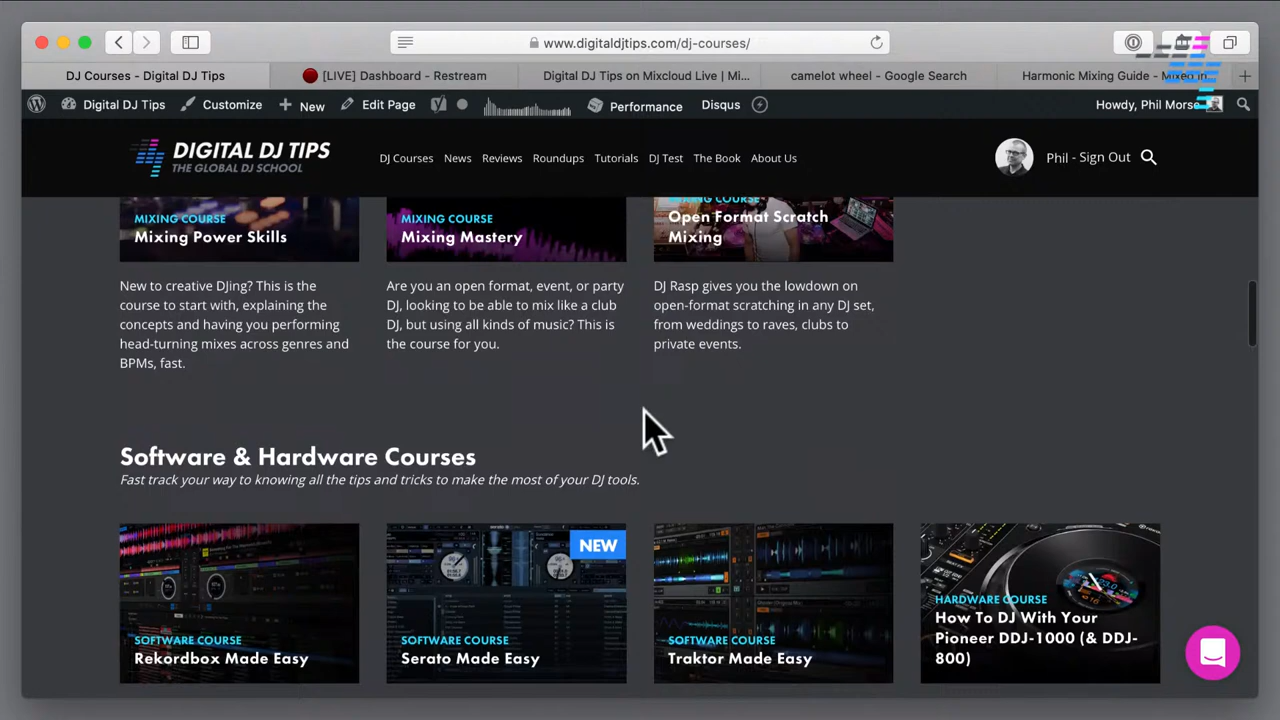 www.digitaldjtips.com/dj-courses/
DJ Courses - Digital DJ Tips
[LIVE] Dashboard - Restream
Digital DJ Tips on Mixcloud Live | Mi...
camelot wheel - Google Search
Harmonic Mixing Guide - Mixed In
Digital DJ Tips
Customize
New
Edit Page
Performance
Disqus
Howdy, Phil Morse
DIGITAL DJ TIPS
THE GLOBAL DJ SCHOOL
DJ Courses
News
Reviews
Roundups
Tutorials
DJ Test
The Book
About Us
Phil - Sign Out
MIXING COURSE
Mixing Power Skills
MIXING COURSE
Mixing Mastery
MIXING COURSE
Open Format Scratch
Mixing
New to creative DJing? This is the
course to start with, explaining the
concepts and having you performing
head-turning mixes across genres and
BPMs, fast.
Are you an open format, event, or party
DJ, looking to be able to mix like a club
DJ, but using all kinds of music? This is
the course for you.
DJ Rasp gives you the lowdown on
open-format scratching in any DJ set,
from weddings to raves, clubs to
private events.
Software & Hardware Courses
Fast track your way to knowing all the tips and tricks to make the most of your DJ tools.
SOFTWARE COURSE
Rekordbox Made Easy
NEW
SOFTWARE COURSE
Serato Made Easy
SOFTWARE COURSE
Traktor Made Easy
HARDWARE COURSE
How To DJ With Your
Pioneer DDJ-1000 (& DDJ-
800)